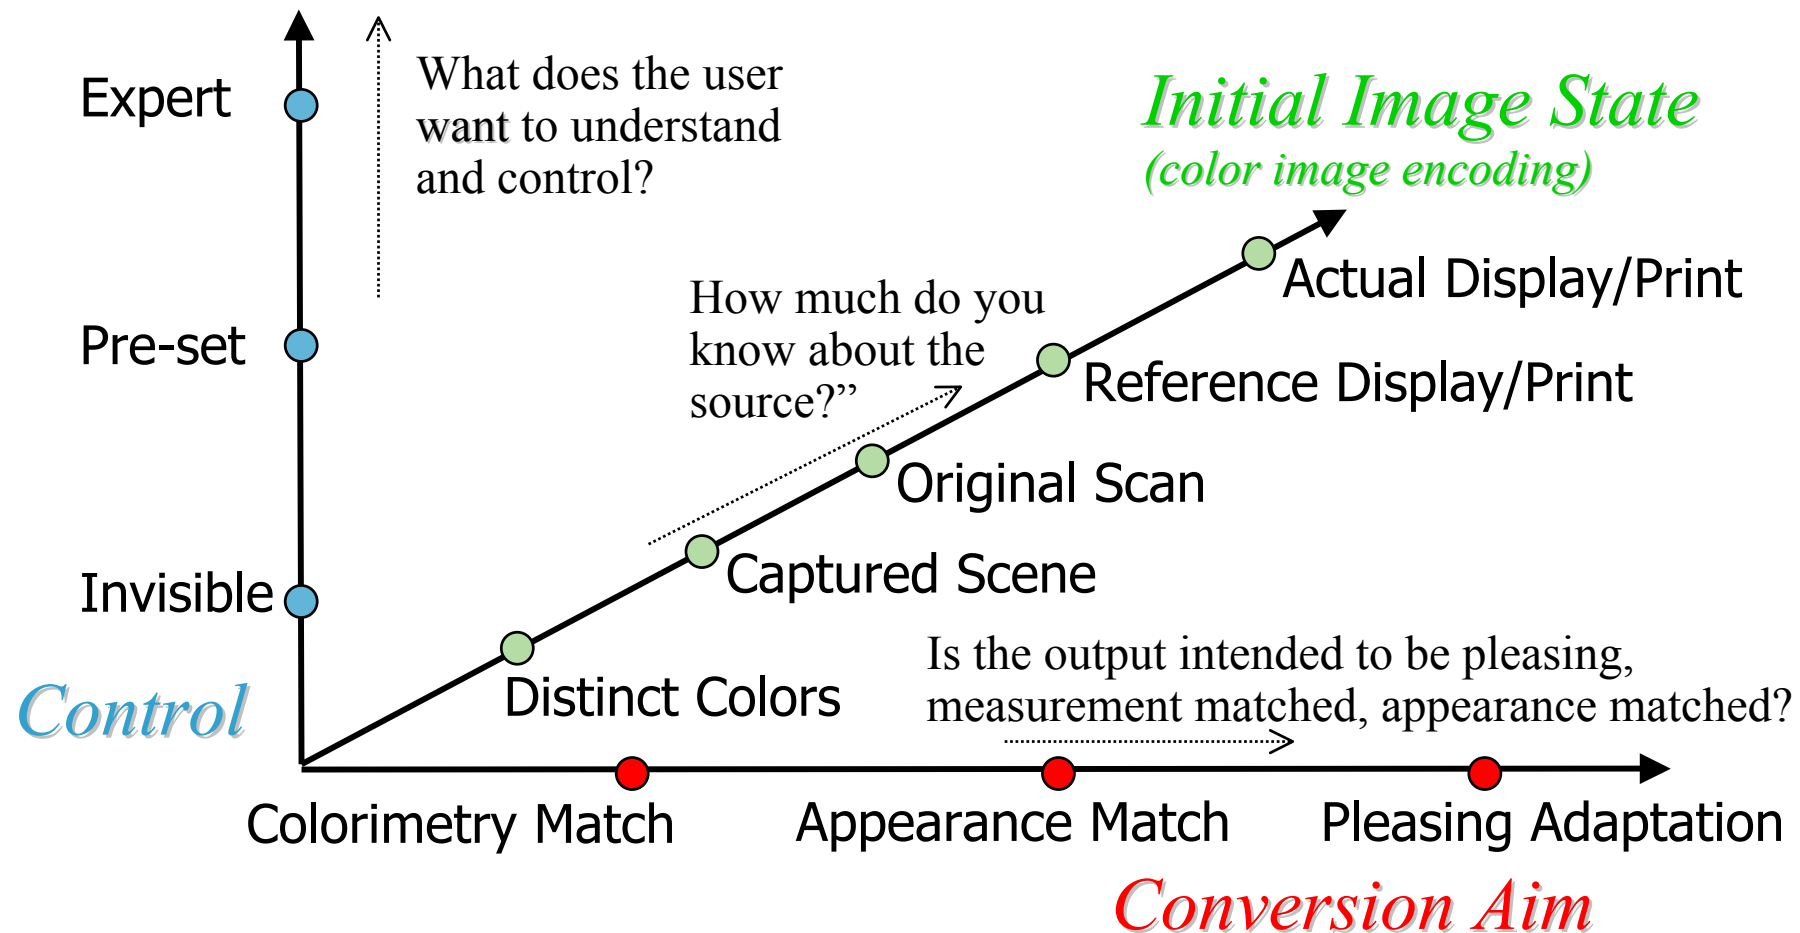 Expert
What does the user
want to understand
and control?
Initial Image State
(color image encoding)
Actual Display/Print
How much do you
know about the
source?”
Pre-set
Reference Display/Print
Original Scan
Captured Scene
Invisible
Is the output intended to be pleasing,
measurement matched, appearance matched?
Distinct Colors
Control
Colorimetry Match
Appearance Match
Pleasing Adaptation
Conversion Aim